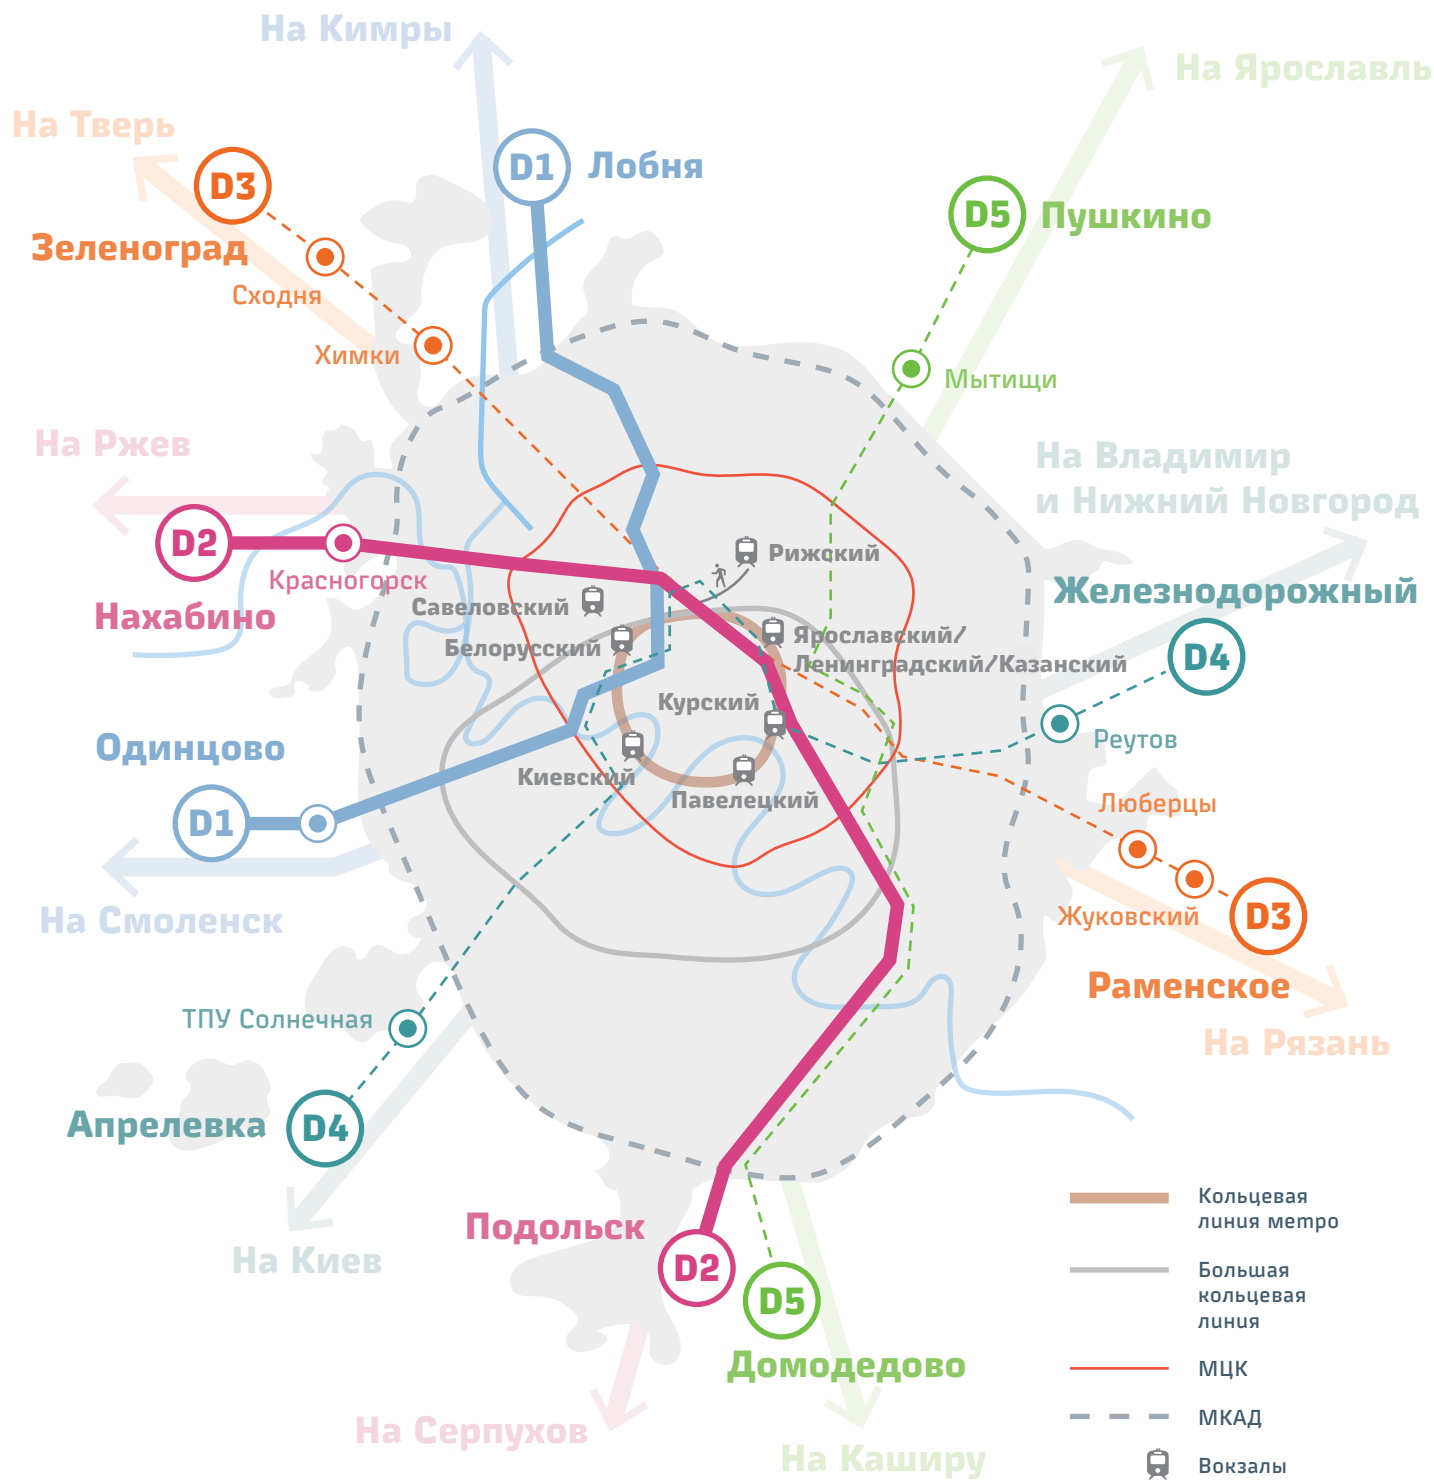 На Кимры
На Ярославль
На Тверь
D1 Лобня
D3
D5 Пушкино
Зеленоград
Сходня
Химки
Мытищи
На Ржев
На Владимир
и Нижний Новгород
D2
Красногорск
Нахабино
Рижский
Савеловский
Белорусский
Ярославский/
Ленинградский/Казанский
Железнодорожный
D4
Курский
Реутов
Одинцово
D1
Киевский
Павелецкий
Люберцы
Жуковский
D3
На Смоленск
Раменское
На Рязань
ТПУ Солнечная
Апрелевка
D4
На Киев
Подольск
D2
D5
Домодедово
На Серпухов
На Каширу
Кольцевая
линия метро
Большая
кольцевая
линия
МЦК
МКАД
Вокзалы